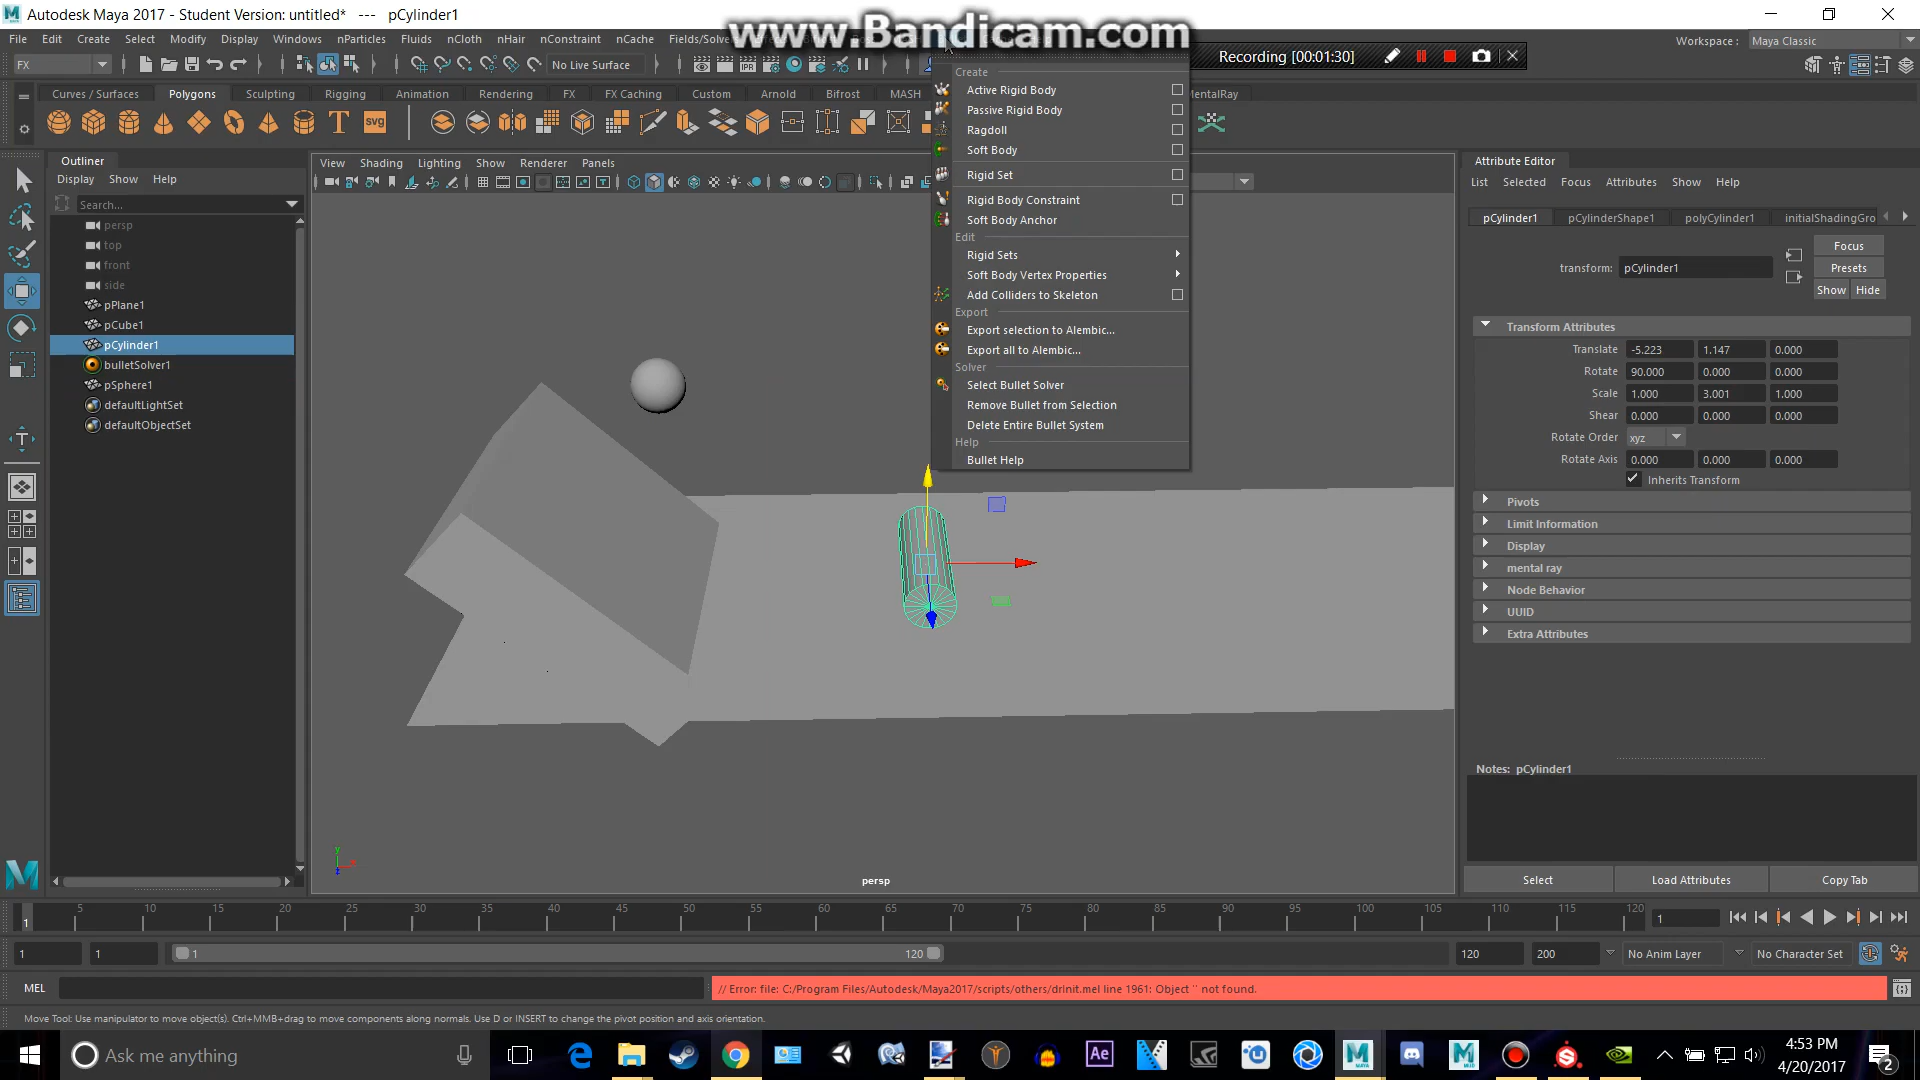 Autodesk Maya 2017 - Student Version: untitled* --- pCylinder1
www.Bandicam.com
File Edit Create Select Modify Display Windows nParticles Fluids nCloth nHair nConstraint nCache Fields/Solve
Workspace: Maya Classic
Recording [00:01:30]
FX
No Live Surface
IPR
Curves / Surfaces Polygons Sculpting Rigging Animation Rendering FX FX Caching Custom Arnold Bifrost MASH MentalRay
T svg
Create
Active Rigid Body
Passive Rigid Body
Ragdoll
Soft Body
Rigid Set
Rigid Body Constraint
Soft Body Anchor
Edit
Rigid Sets
Soft Body Vertex Properties
Add Colliders to Skeleton
Export
Export selection to Alembic...
Export all to Alembic...
Solver
Select Bullet Solver
Remove Bullet from Selection
Delete Entire Bullet System
Help
Bullet Help
Outliner
Display Show Help
Search...
persp
top
front
side
pPlane1
pCube1
pCylinder1
bulletSolver1
pSphere1
defaultLightSet
defaultObjectSet
View Shading Lighting Show Renderer Panels
y
persp
Attribute Editor
List Selected Focus Attributes Show Help
pCylinder1 pCylinderShape1 polyCylinder1 initialShadingGro
transform: pCylinder1
Focus
Presets
Show Hide
Transform Attributes
Translate -5.223 1.147 0.000
Rotate 90.000 0.000 0.000
Scale 1.000 3.001 1.000
Shear 0.000 0.000 0.000
Rotate Order xyz
Rotate Axis 0.000 0.000 0.000
Inherits Transform
Pivots
Limit Information
Display
mental ray
Node Behavior
UUID
Extra Attributes
Notes: pCylinder1
Select Load Attributes Copy Tab
1 5 10 15 20 25 30 35 40 45 50 55 60 65 70 75 80 85 90 95 100 105 110 115 120 1
1 1 1 120 120 200 No Anim Layer No Character Set
MEL
// Error: file: C:/Program Files/Autodesk/Maya2017/scripts/others/drinit.mel line 1961: Object '' not found.
Move Tool: Use manipulator to move object(s). Ctrl+MMB+drag to move components along normals. Use D or INSERT to change the pivot position and axis orientation.
Ask me anything
Ae
4:53 PM
4/20/2017
2